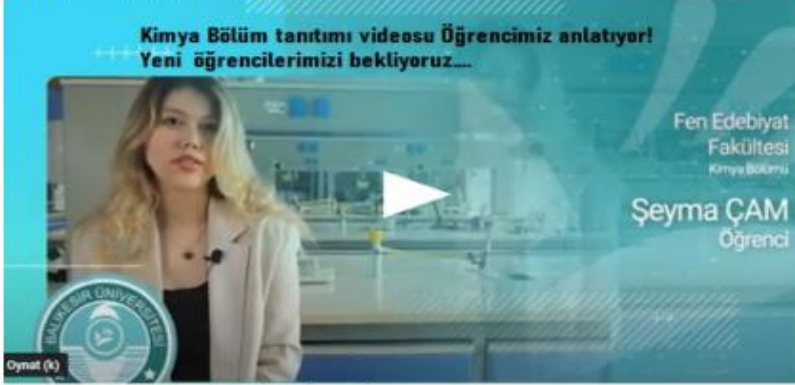 Kimya Bölüm tanıtımı videosu Öğrencimiz anlatıyor!
Yeni öğrencilerimizi bekliyoruz....
Fen Edebiyat
Fakültesi
Kimya Bölümü
Şeyma ÇAM
Öğrenci
BALIKESİR ÜNİVERSİTESİ
Oynat (k)